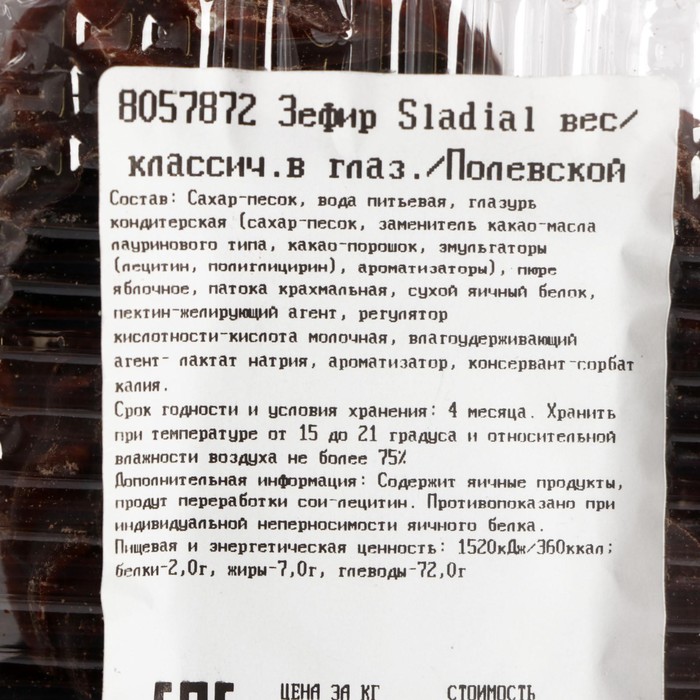 8057872 Зефир Sladial вес/
классич.в глаз./Полевской
Состав: Сахар-песок, вода питьевая, глазурь
кондитерская (сахар-песок, заменитель какао-масла
лауринового типа, какао-порошок, эмульгаторы
(лецитин, полиглицирин), ароматизаторы), пюре
яблочное, патока крахмальная, сухой яичный белок,
пектин-желирующий агент, регулятор
кислотности-кислота молочная, влагоудерживающий
агент- лактат натрия, ароматизатор, консервант-сорбат
калия.
Срок годности и условия хранения: 4 месяца. Хранить
при температуре от 15 до 21 градуса и относительной
влажности воздуха не более 75%
Дополнительная информация: Содержит яичные продукты,
продут переработки сои-лецитин. Противопоказано при
индивидуальной неперносимости яичного белка.
Пищевая и энергетическая ценность: 1520кДж/360ккал;
белки-2,0г, жиры-7,0г, глеводы-72,0г
ЦЕНА ЗА КГ СТОИМОСТЬ